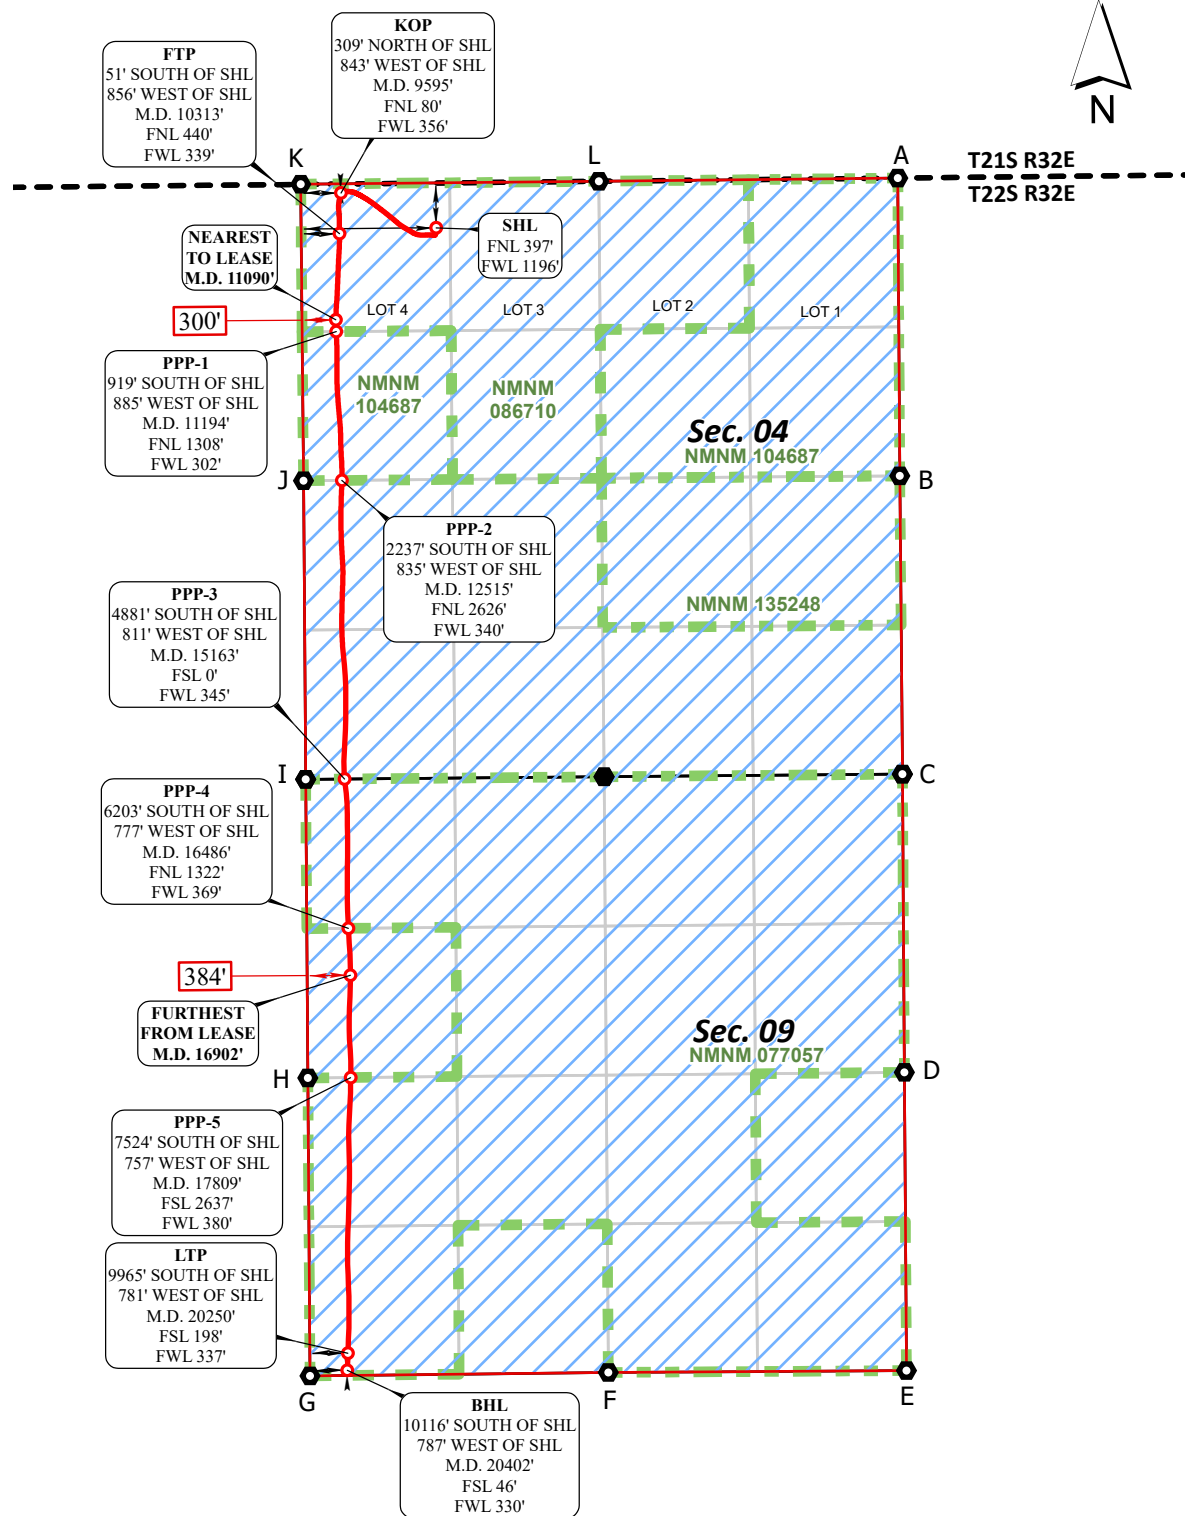 KOP
309' NORTH OF SHL
843' WEST OF SHL
M.D. 9595'
FNL 80'
FWL 356'
N
FTP
51' SOUTH OF SHL
856' WEST OF SHL
M.D. 10313'
FNL 440'
FWL 339'
K
L
A
T21S R32E
T22S R32E
SHL
FNL 397'
FWL 1196'
NEAREST
TO LEASE
M.D. 11090'
300'
LOT 4
LOT 3
LOT 2
LOT 1
PPP-1
919' SOUTH OF SHL
885' WEST OF SHL
M.D. 11194'
FNL 1308'
FWL 302'
NMNM
104687
NMNM
086710
Sec. 04
NMNM 104687
J
B
PPP-2
2237' SOUTH OF SHL
835' WEST OF SHL
M.D. 12515'
FNL 2626'
FWL 340'
NMNM 135248
PPP-3
4881' SOUTH OF SHL
811' WEST OF SHL
M.D. 15163'
FSL 0'
FWL 345'
I
C
PPP-4
6203' SOUTH OF SHL
777' WEST OF SHL
M.D. 16486'
FNL 1322'
FWL 369'
384'
FURTHEST
FROM LEASE
M.D. 16902'
Sec. 09
NMNM 077057
H
D
PPP-5
7524' SOUTH OF SHL
757' WEST OF SHL
M.D. 17809'
FSL 2637'
FWL 380'
LTP
9965' SOUTH OF SHL
781' WEST OF SHL
M.D. 20250'
FSL 198'
FWL 337'
G
F
E
BHL
10116' SOUTH OF SHL
787' WEST OF SHL
M.D. 20402'
FSL 46'
FWL 330'